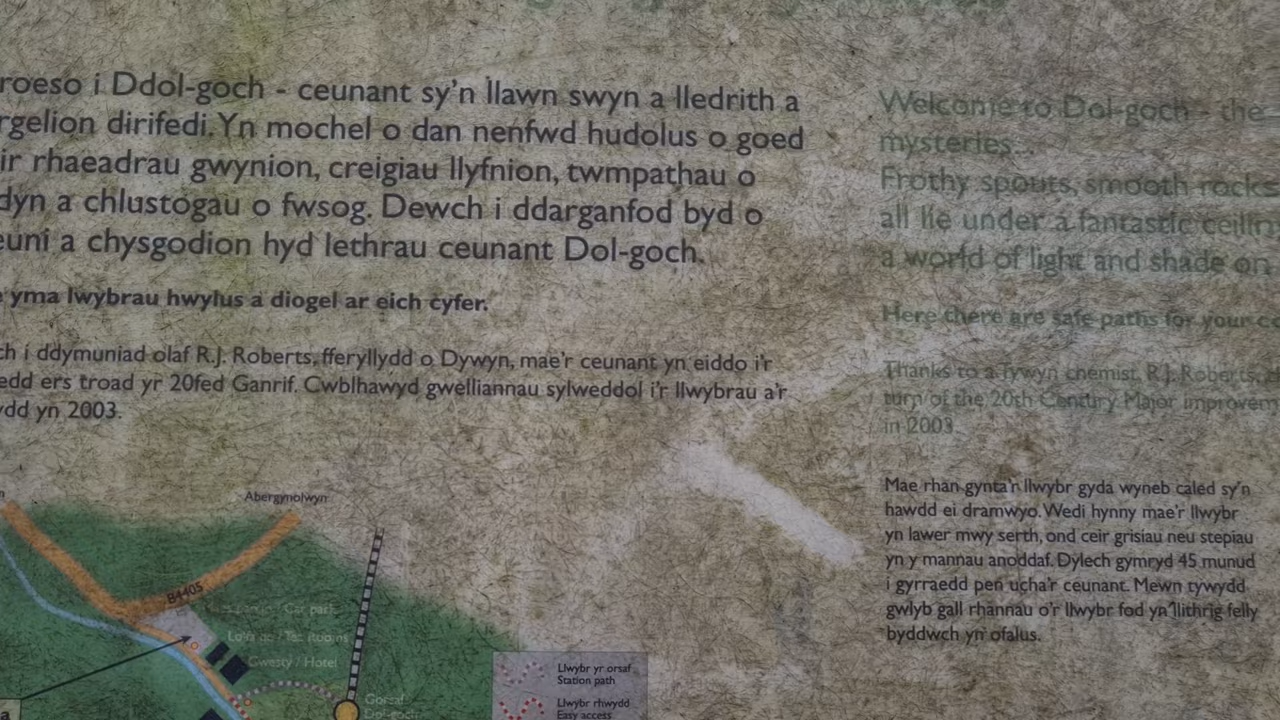 roeso i Ddol-goch - ceunant sy'n llawn swyn a lledrith a
rgelion dirifedi. Yn mochel o dan nenfwd hudolus o goed
ir rhaeadrau gwynion, creigiau llyfnion, twmpathau o
dyn a chlustogau o fwsog. Dewch i ddarganfod byd o
euni a chysgodion hyd lethrau ceunant Dol-goch.
yma lwybrau hwylus a diogel ar eich cyfer.
ch i ddymuniad olaf R.J. Roberts, fferyllydd o Dywyn, mae'r ceunant yn eiddo i'r
edd ers troad yr 20fed Ganrif. Cwblhawyd gwelliannau sylweddol i'r llwybrau a'r
ydd yn 2003.
Welcome to Dol-goch - the
mysteries...
Frothy spouts, smooth rocks
all lie under a fantastic ceilin
a world of light and shade on
Here there are safe paths for your
Thanks to a Tywyn chemist, R.J. Roberts,
turn of the 20th Century Major improvem
in 2003
Mae rhan gynta'r llwybr gyda wyneb caled sy'n
hawdd ei dramwyo. Wedi hynny mae'r llwybr
yn lawer mwy serth, ond ceir grisiau neu stepiau
yn y mannau anoddaf. Dylech gymryd 45 munud
i gyrraedd pen ucha'r ceunant. Mewn tywydd
gwlyb gall rhannau o'r llwybr fod yn llithrig felly
byddwch yn ofalus.
Abergynolwyn
B4405
Car park
Tea Rooms
Gwesty / Hotel
Gorsaf
Dol-goch
Llwybr yr orsaf
Station path
Llwybr rhwydd
Easy access